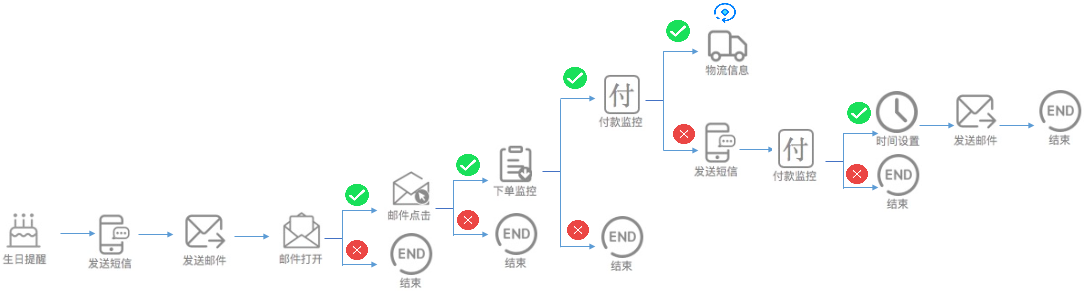 生日提醒
发送短信
发送邮件
邮件打开
邮件点击
END
结束
下单监控
END
结束
付
付款监控
END
结束
物流信息
发送短信
付
付款监控
时间设置
发送邮件
END
结束
END
结束